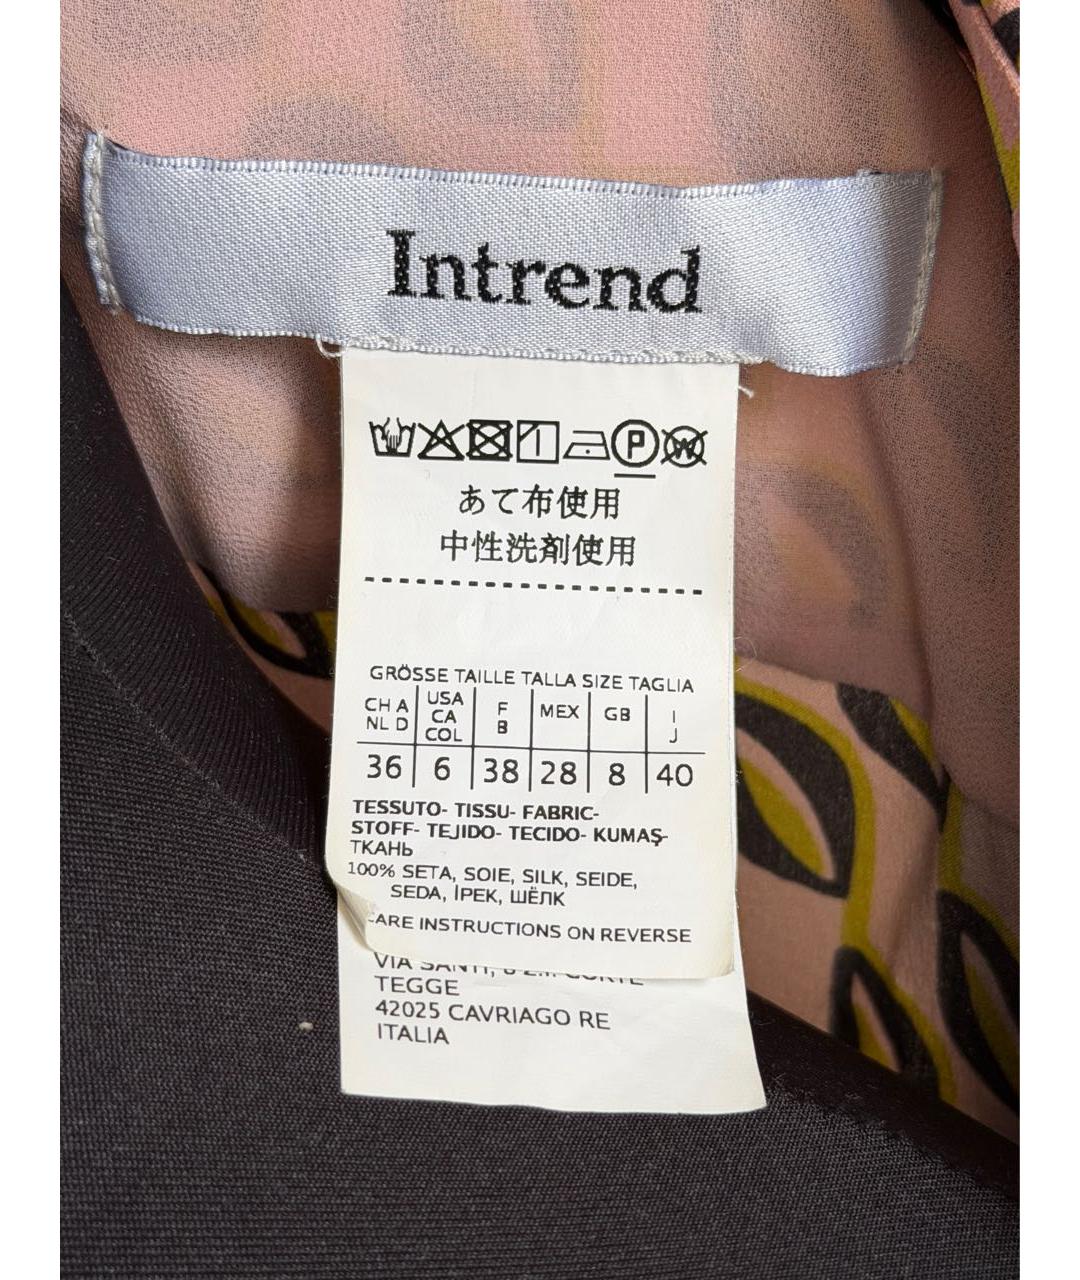 Intrend
P W
あて布使用
中性洗剤使用
GRÖSSE TAILLE TALLA SIZE TAGLIA
CH A NL D USA CA COL F B MEX GB I J
36 6 38 28 8 40
TESSUTO- TISSU- FABRIC-
STOFF- TEJIDO- TECIDO- KUMAŞ-
ТКАНЬ
100% SETA, SOIE, SILK, SEIDE,
SEDA, İPEK, ШЁЛК
CARE INSTRUCTIONS ON REVERSE
VIA SANTI,
TEGGE
42025 CAVRIAGO RE
ITALIA